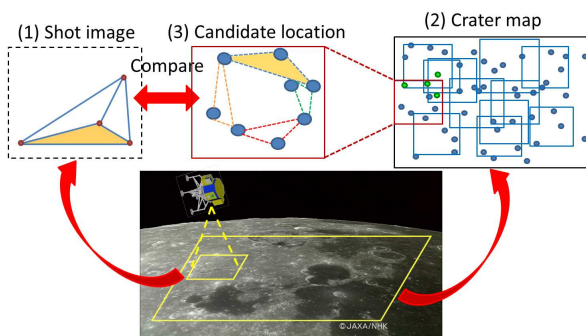 (1) Shot image
(3) Candidate location
(2) Crater map
Compare
©JAXA/NHK